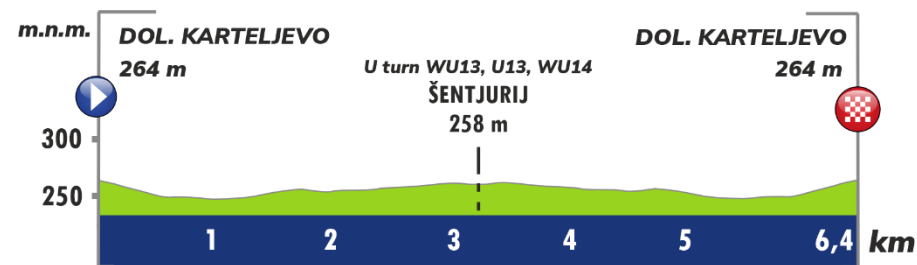 m.n.m.
DOL. KARTELJEVO
264 m
DOL. KARTELJEVO
264 m
U turn WU13, U13, WU14
ŠENTJURIJ
258 m
300
250
1 2 3 4 5 6,4 km